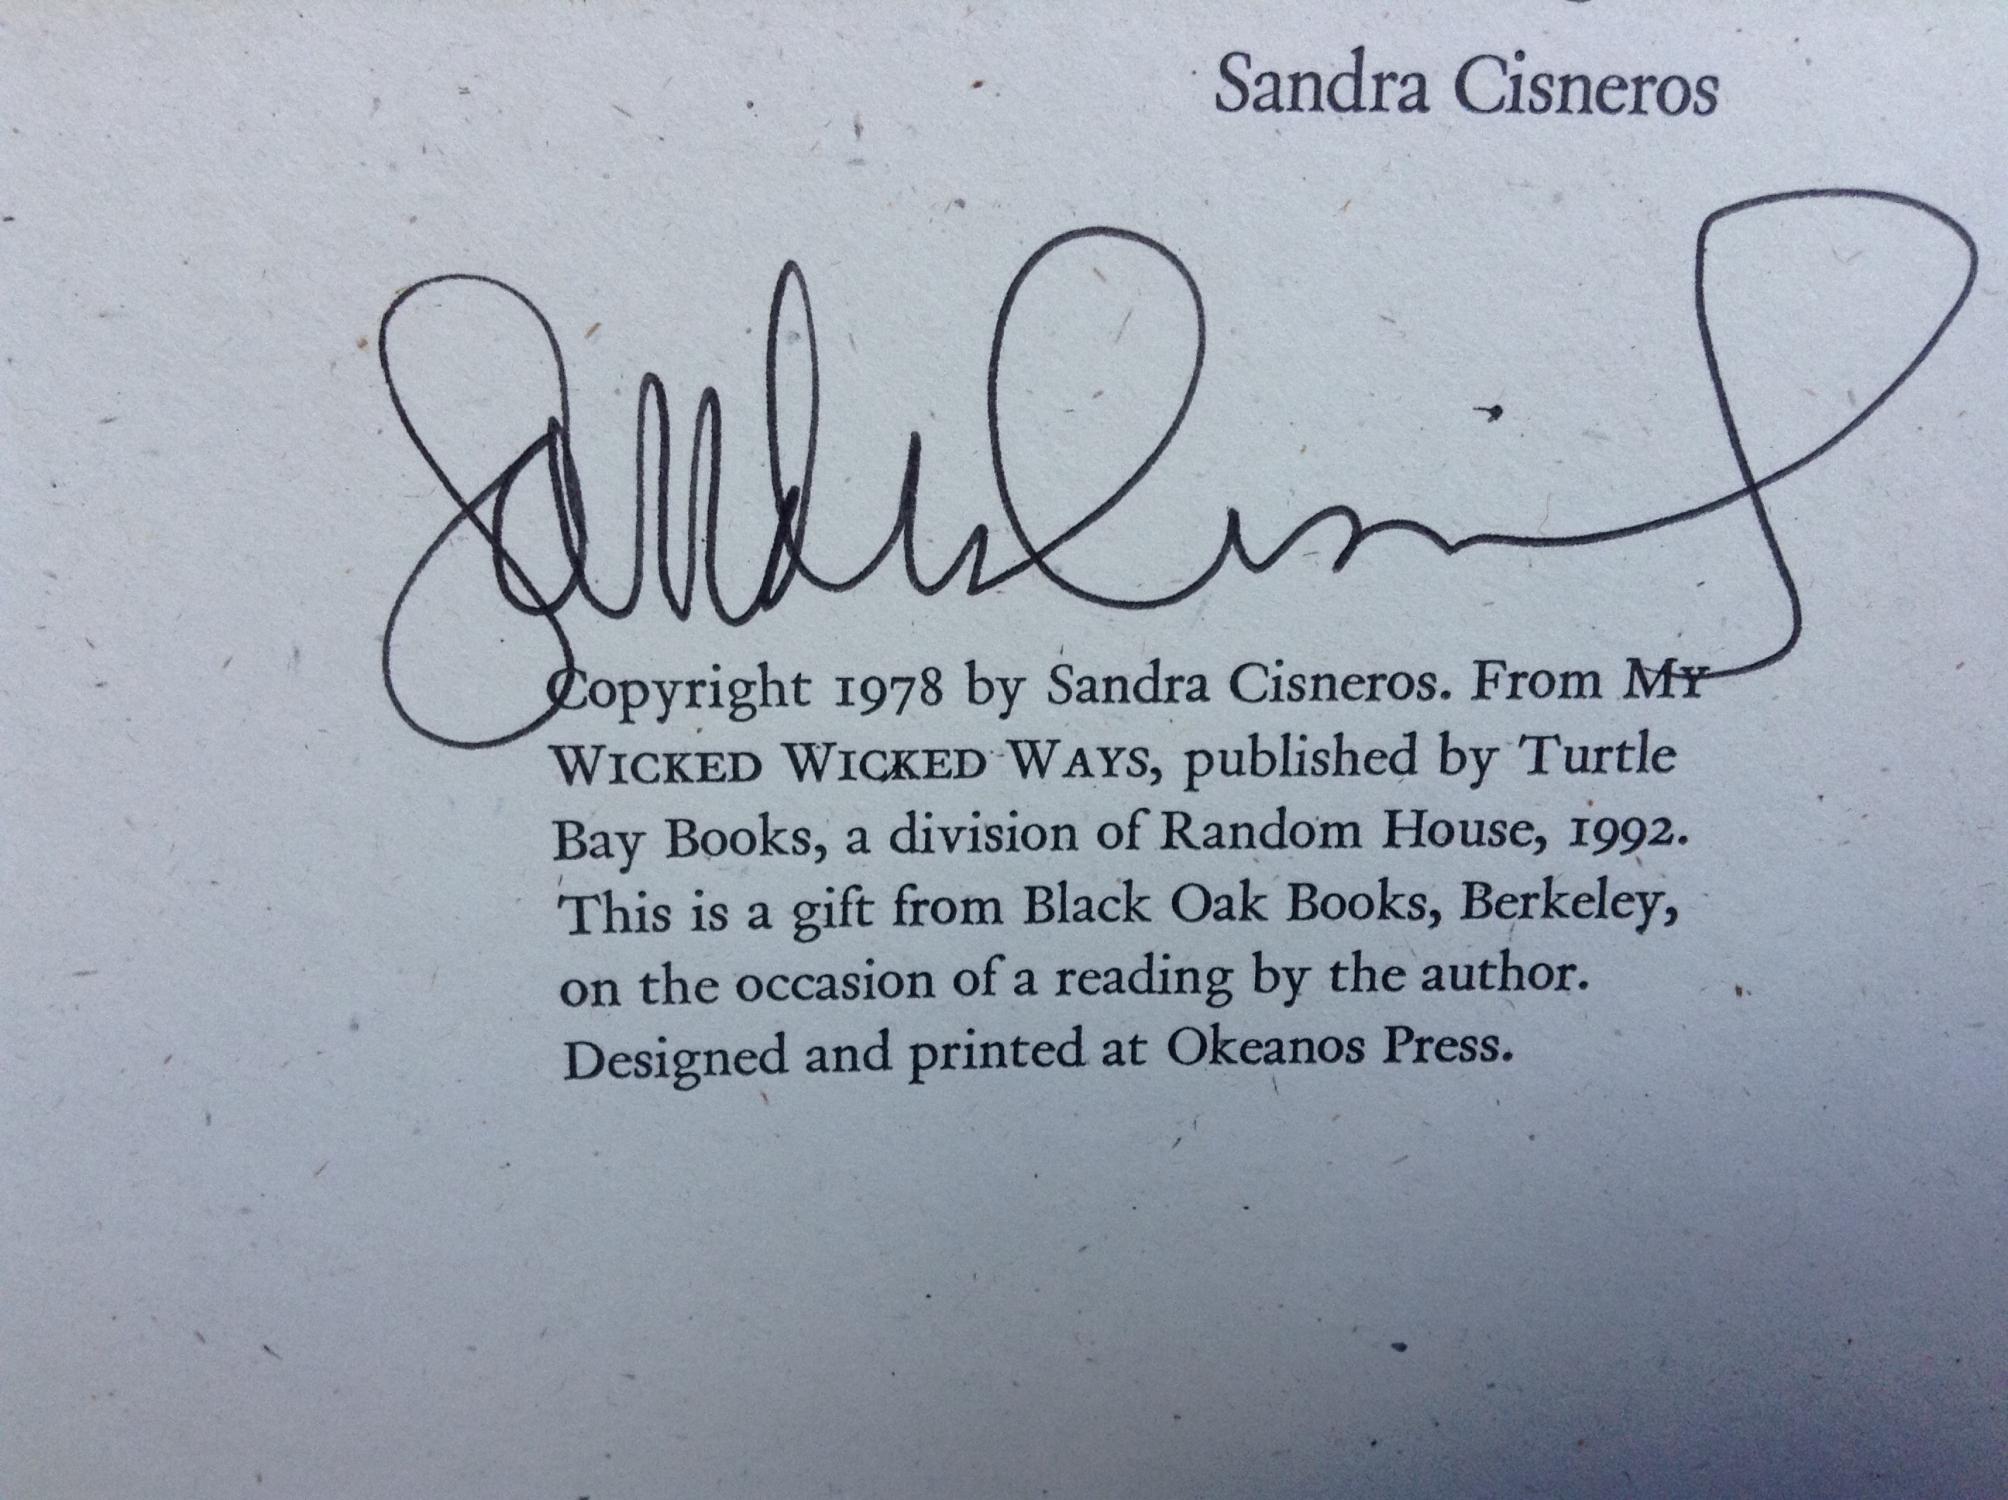 Sandra Cisneros
Sandra Cisneros
Copyright 1978 by Sandra Cisneros. From MY
WICKED WICKED WAYS, published by Turtle
Bay Books, a division of Random House, 1992.
This is a gift from Black Oak Books, Berkeley,
on the occasion of a reading by the author.
Designed and printed at Okeanos Press.